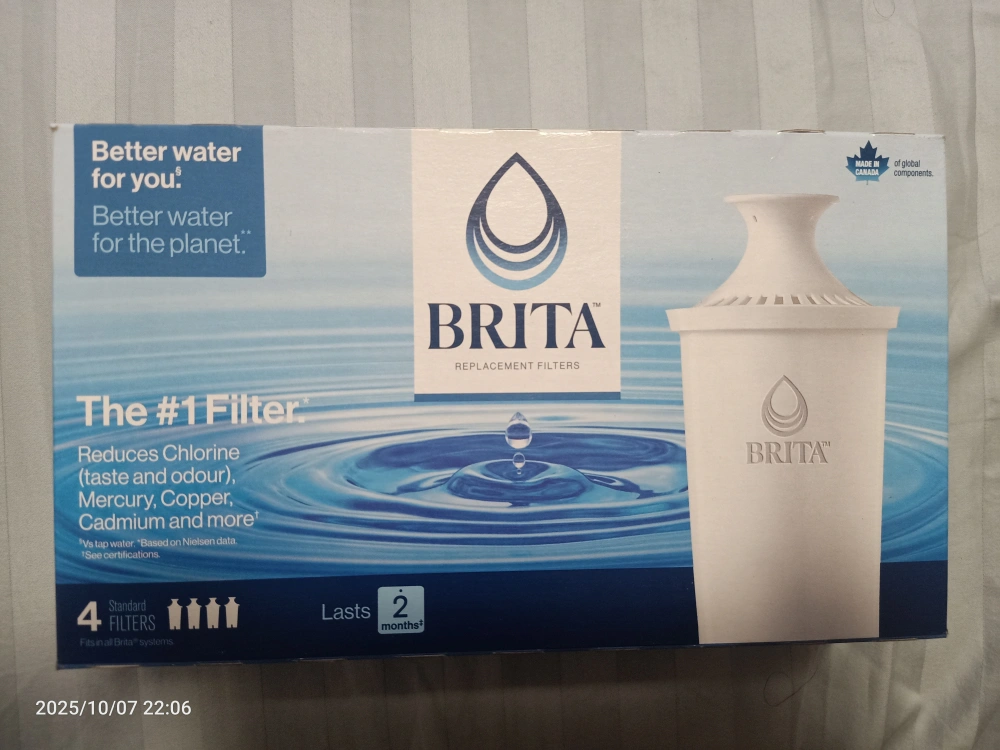 Better water
for you.§
Better water
for the planet.**
BRITA™
REPLACEMENT FILTERS
MADE IN
CANADA
of global
components.
The #1 Filter.*
Reduces Chlorine
(taste and odour),
Mercury, Copper,
Cadmium and more†
§Vs tap water. *Based on Nielsen data.
†See certifications.
BRITA™
4 Standard
FILTERS
Fits in all Brita® systems.
Lasts 2
months‡
2025/10/07 22:06